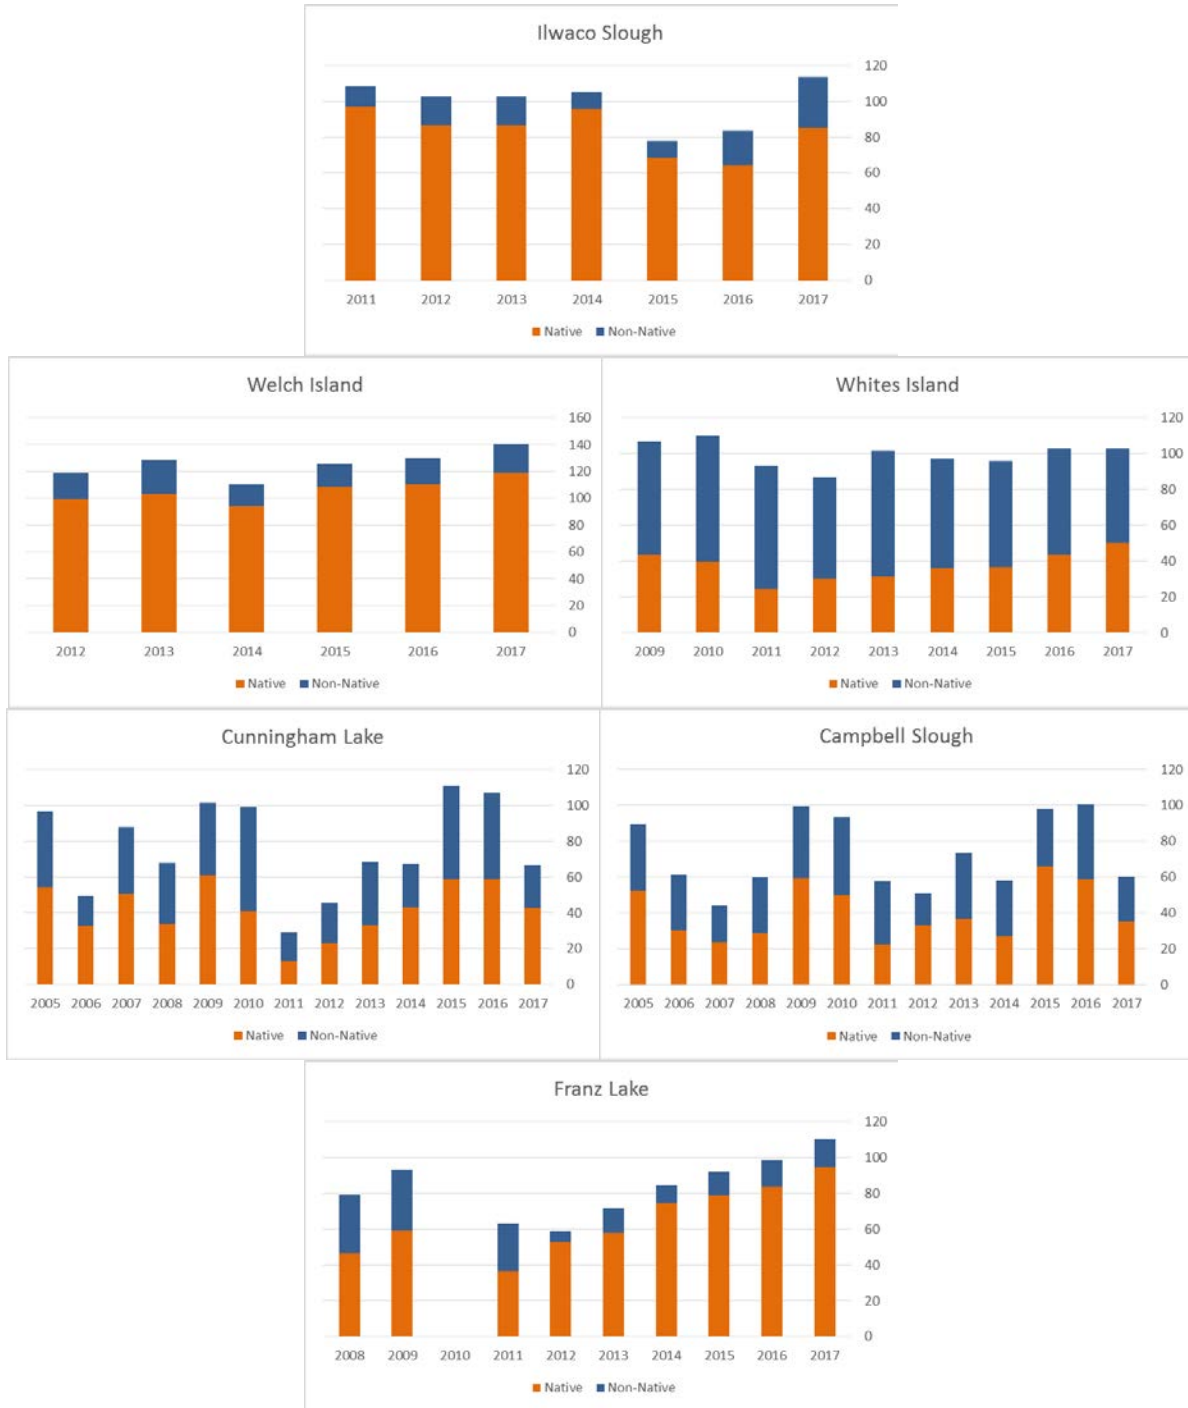 Ilwaco Slough
120
100
80
60
40
20
0
2011 2012 2013 2014 2015 2016 2017
Native Non-Native
Welch Island
160
140
120
100
80
60
40
20
0
2012 2013 2014 2015 2016 2017
Native Non-Native
Whites Island
120
100
80
60
40
20
0
2009 2010 2011 2012 2013 2014 2015 2016 2017
Native Non-Native
Cunningham Lake
120
100
80
60
40
20
0
2005 2006 2007 2008 2009 2010 2011 2012 2013 2014 2015 2016 2017
Native Non-Native
Campbell Slough
120
100
80
60
40
20
0
2005 2006 2007 2008 2009 2010 2011 2012 2013 2014 2015 2016 2017
Native Non-Native
Franz Lake
120
100
80
60
40
20
0
2008 2009 2010 2011 2012 2013 2014 2015 2016 2017
Native Non-Native